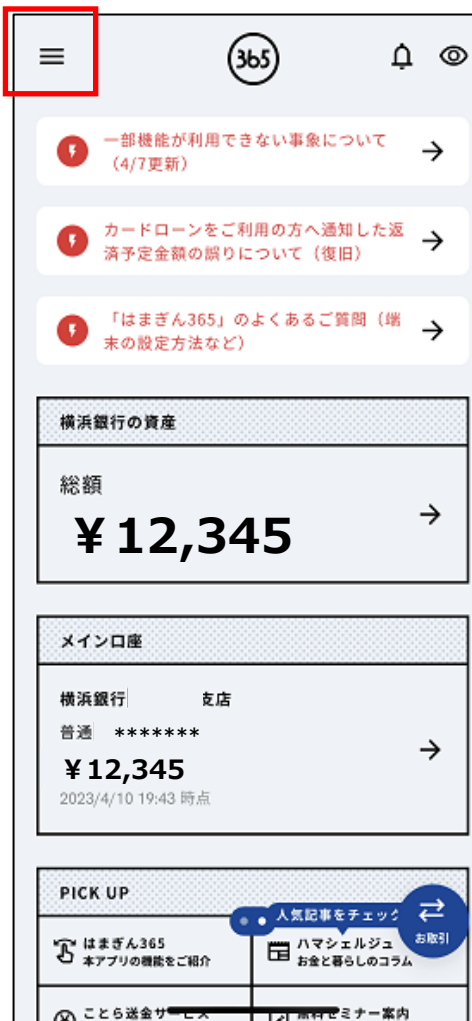 365
一部機能が利用できない事象について
（4/7更新）
カードローンをご利用の方へ通知した返
済予定金額の誤りについて（復旧）
「はまぎん365」のよくあるご質問（端
末の設定方法など）
横浜銀行の資産
総額
￥12,345
メイン口座
横浜銀行 支店
普通 *******
￥12,345
2023/4/10 19:43 時点
PICK UP
人気記事をチェック
お取引
はまぎん365
本アプリの機能をご紹介
ハマシェルジュ
お金と暮らしのコラム
ことら送金サービス
無料セミナー案内